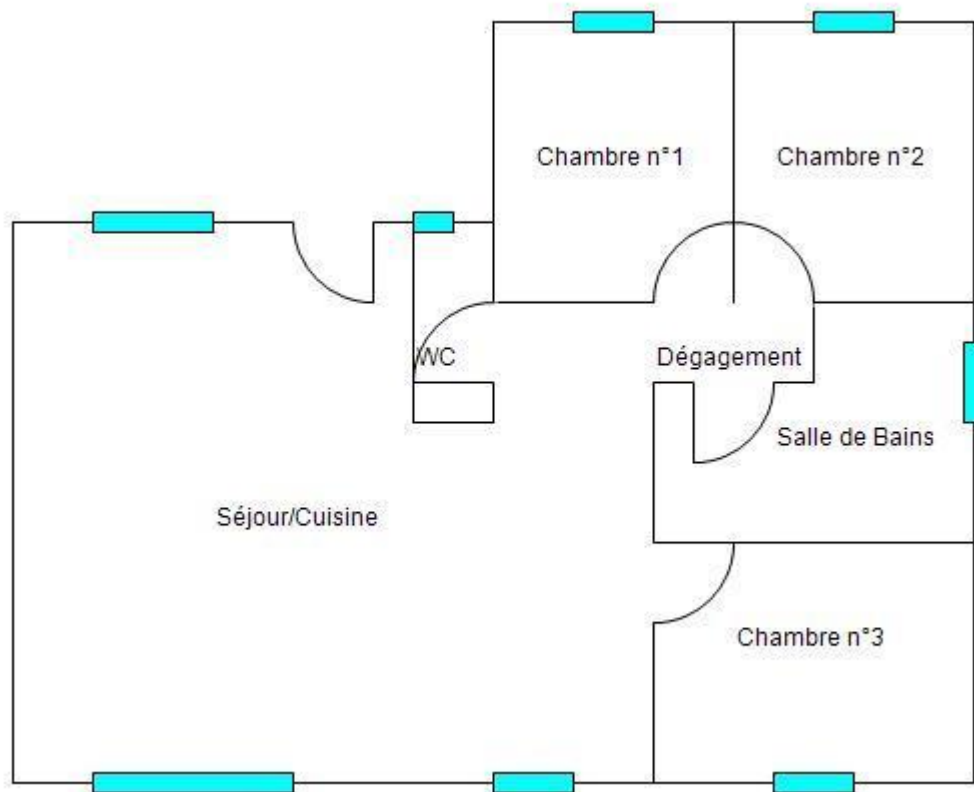 Chambre n°1
Chambre n°2
WC
Dégagement
Salle de Bains
Séjour/Cuisine
Chambre n°3